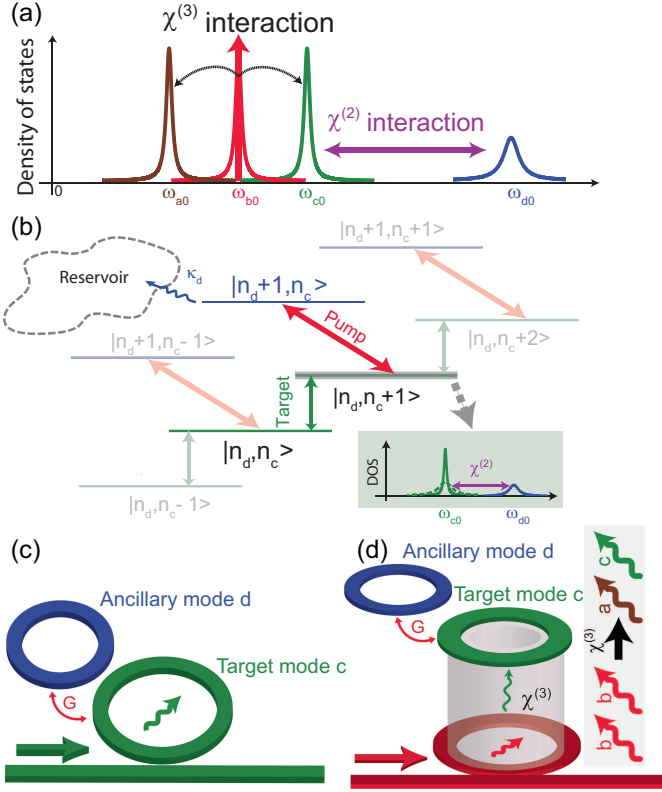 (a)
χ(3) interaction
Density of states
χ(2) interaction
0
ωa0
ωb0
ωc0
ωd0
(b)
|nd+1,nc+1>
Reservoir
κd
|nd+1,nc>
Pump
|nd+1,nc-1>
|nd,nc+2>
Target
|nd,nc+1>
|nd,nc>
DOS
χ(2)
|nd,nc-1>
ωc0
ωd0
(c)
(d)
Ancillary mode d
Ancillary mode d
Target mode c
G
G
Target mode c
χ(3)
c
a
χ(3)
b
b